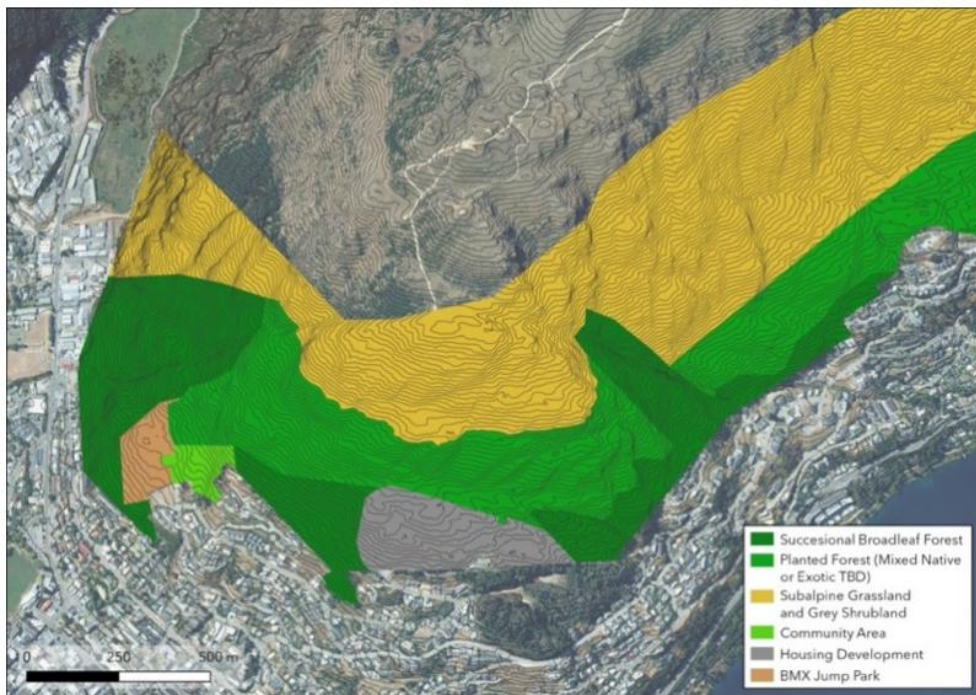 Succesional Broadleaf Forest
Planted Forest (Mixed Native
or Exotic TBD)
Subalpine Grassland
and Grey Shrubland
Community Area
Housing Development
BMX Jump Park
0 250 500 m